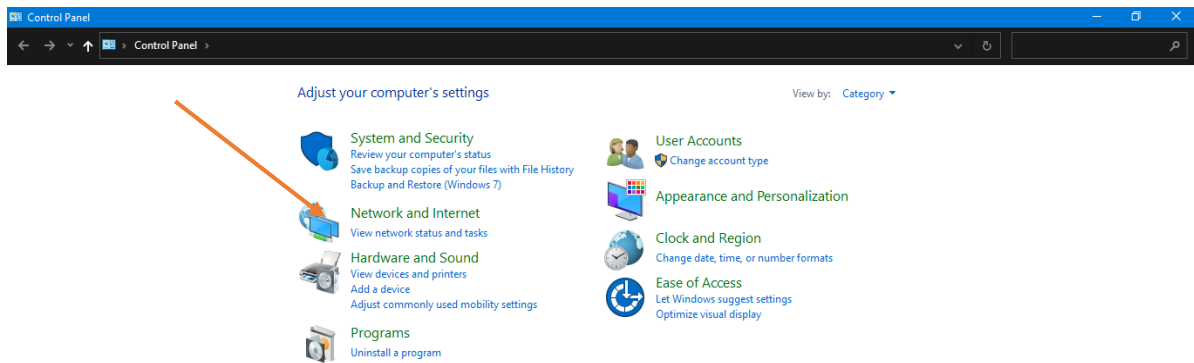 Control Panel
Control Panel
Adjust your computer's settings
View by: Category
System and Security
Review your computer's status
Save backup copies of your files with File History
Backup and Restore (Windows 7)
Network and Internet
View network status and tasks
Hardware and Sound
View devices and printers
Add a device
Adjust commonly used mobility settings
Programs
Uninstall a program
User Accounts
Change account type
Appearance and Personalization
Clock and Region
Change date, time, or number formats
Ease of Access
Let Windows suggest settings
Optimize visual display